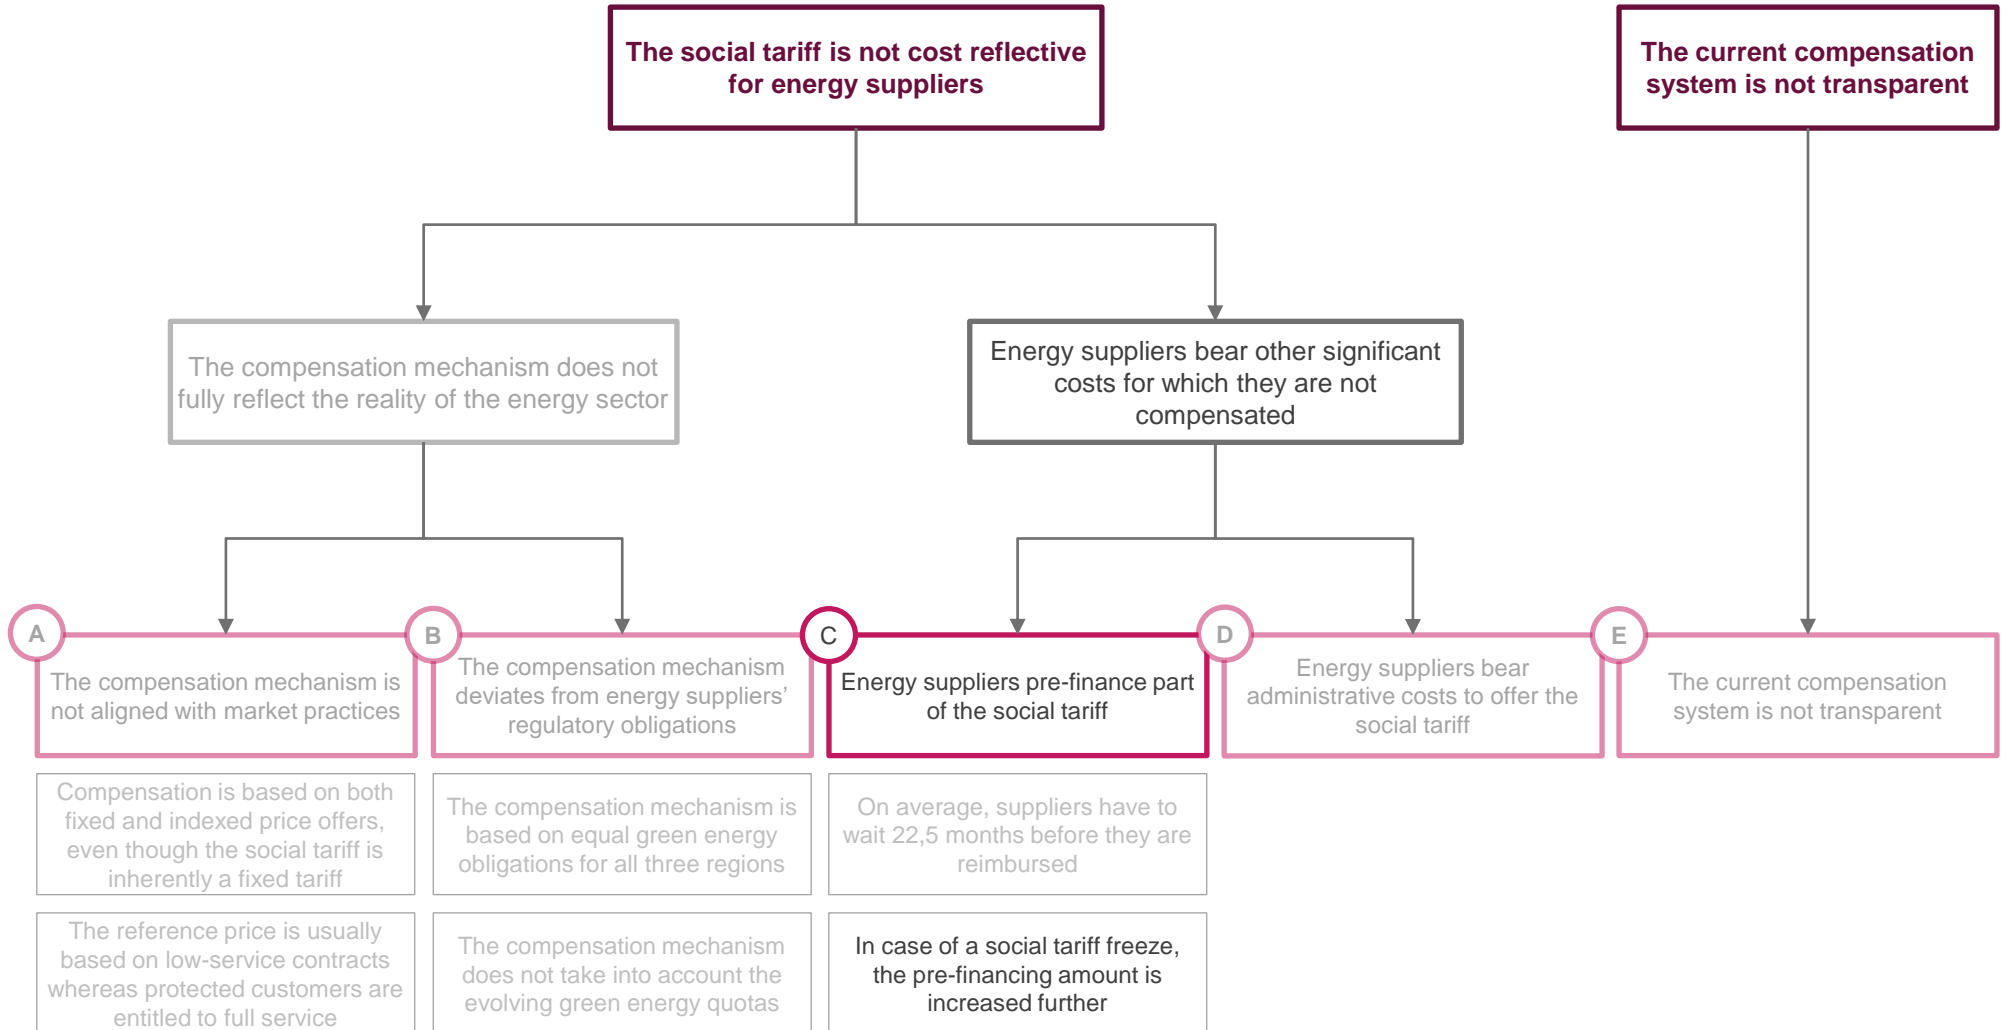 The social tariff is not cost reflective
for energy suppliers
The current compensation
system is not transparent
The compensation mechanism does not
fully reflect the reality of the energy sector
Energy suppliers bear other significant
costs for which they are not
compensated
A
The compensation mechanism is
not aligned with market practices
B
The compensation mechanism
deviates from energy suppliers’
regulatory obligations
C
Energy suppliers pre-finance part
of the social tariff
D
Energy suppliers bear
administrative costs to offer the
social tariff
E
The current compensation
system is not transparent
Compensation is based on both
fixed and indexed price offers,
even though the social tariff is
inherently a fixed tariff
The compensation mechanism is
based on equal green energy
obligations for all three regions
On average, suppliers have to
wait 22,5 months before they are
reimbursed
The reference price is usually
based on low-service contracts
whereas protected customers are
entitled to full service
The compensation mechanism
does not take into account the
evolving green energy quotas
In case of a social tariff freeze,
the pre-financing amount is
increased further